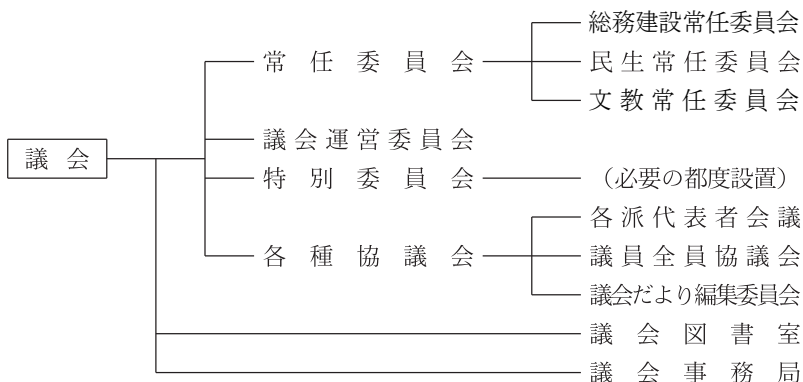 議会
常任委員会
総務建設常任委員会
民生常任委員会
文教常任委員会
議会運営委員会
特別委員会
（必要の都度設置）
各種協議会
各派代表者会議
議員全員協議会
議会だより編集委員会
議会図書室
議会事務局